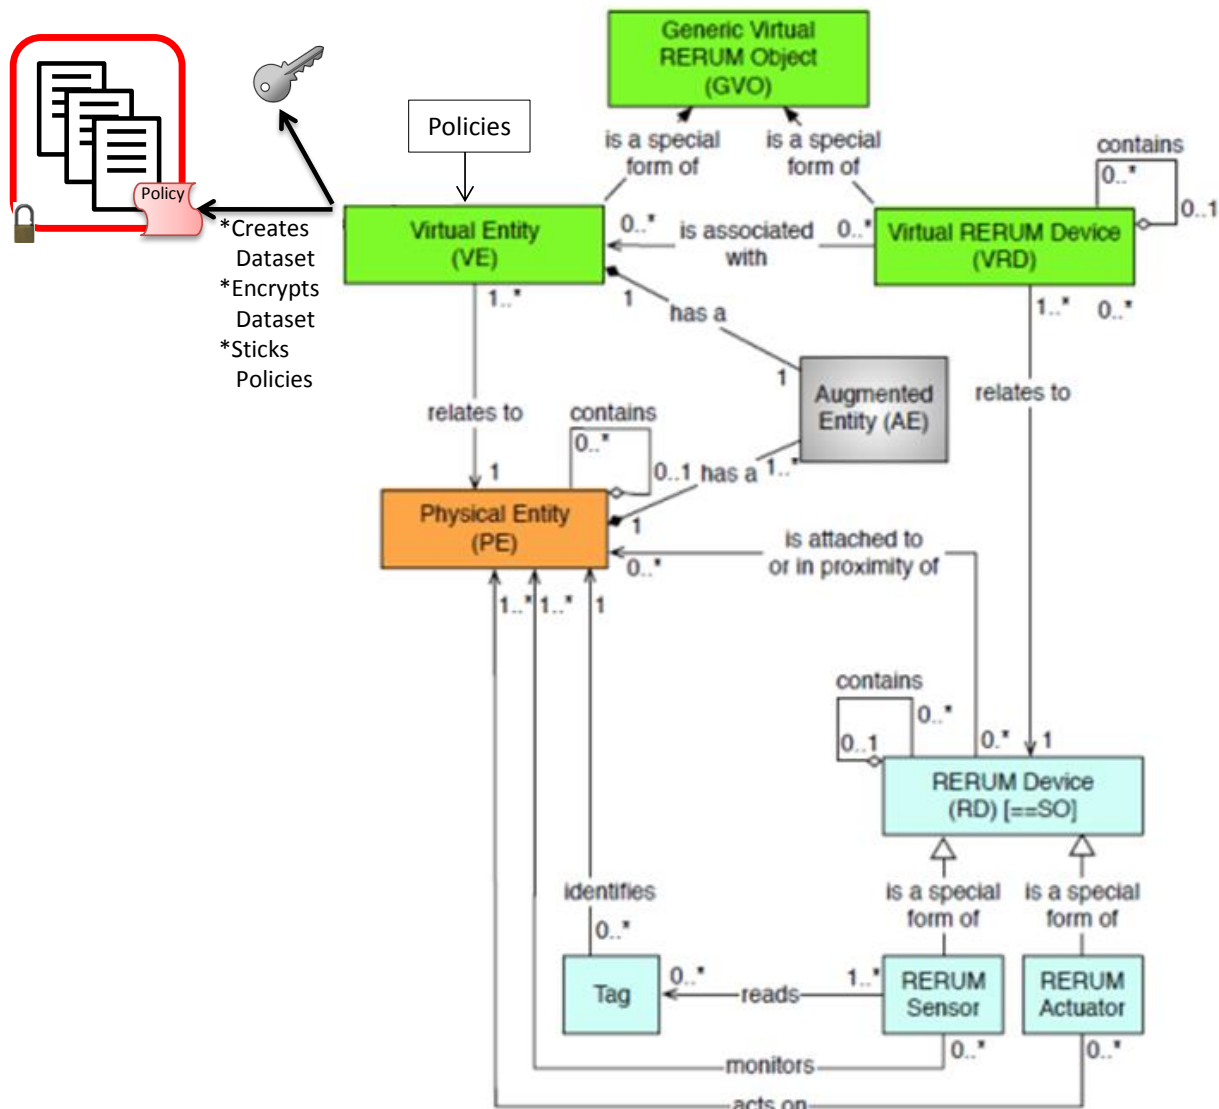 Generic Virtual
RERUM Object
(GVO)
Policies
is a special
form of
is a special
form of
contains
0..*
0..1
Policy
*Creates
Dataset
*Encrypts
Dataset
*Sticks
Policies
Virtual Entity
(VE)
0..*
is associated
with
0..*
Virtual RERUM Device
(VRD)
1..*
1
has a
1
1..*
0..*
Augmented
Entity (AE)
relates to
relates to
contains
0..*
0..1
has a
1..*
1
Physical Entity
(PE)
1
0..*
is attached to
or in proximity of
1..*
1..*
1
contains
0..*
0..1
0.*
1
RERUM Device
(RD) [==SO]
identifies
0..*
is a special
form of
is a special
form of
Tag
0..*
reads
1..*
RERUM
Sensor
RERUM
Actuator
0..*
0..*
monitors
acts on